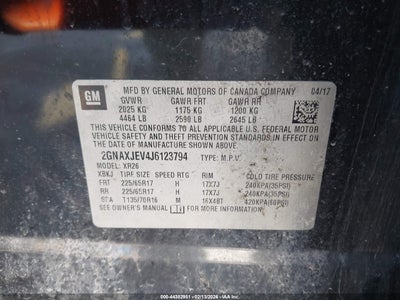 GM
MFD BY GENERAL MOTORS OF CANADA COMPANY 04/17
GVWR GAWR FRT GAWR RR
2025 KG 1175 KG 1200 KG
4464 LB 2590 LB 2645 LB
THIS VEHICLE CONFORMS TO ALL APPLICABLE U.S. FEDERAL MOTOR
VEHICLE SAFETY AND THEFT PREVENTION STANDARDS IN EFFECT ON
THE DATE OF MANUFACTURE SHOWN ABOVE.
2GNAXJEV4J6123794 TYPE: M.P.V.
MODEL: XR26
XBKJ TIRE SIZE SPEED RTG RIM COLD TIRE PRESSURE
FRT 225/65R17 H 17X7J 240KPA(35PSI)
RR 225/65R17 H 17X7J 240KPA(35PSI)
SPA T135/70R16 M 16X4BT 420KPA(60PSI)
SEE OWNER'S MANUAL FOR ADDITIONAL INFORMATION.